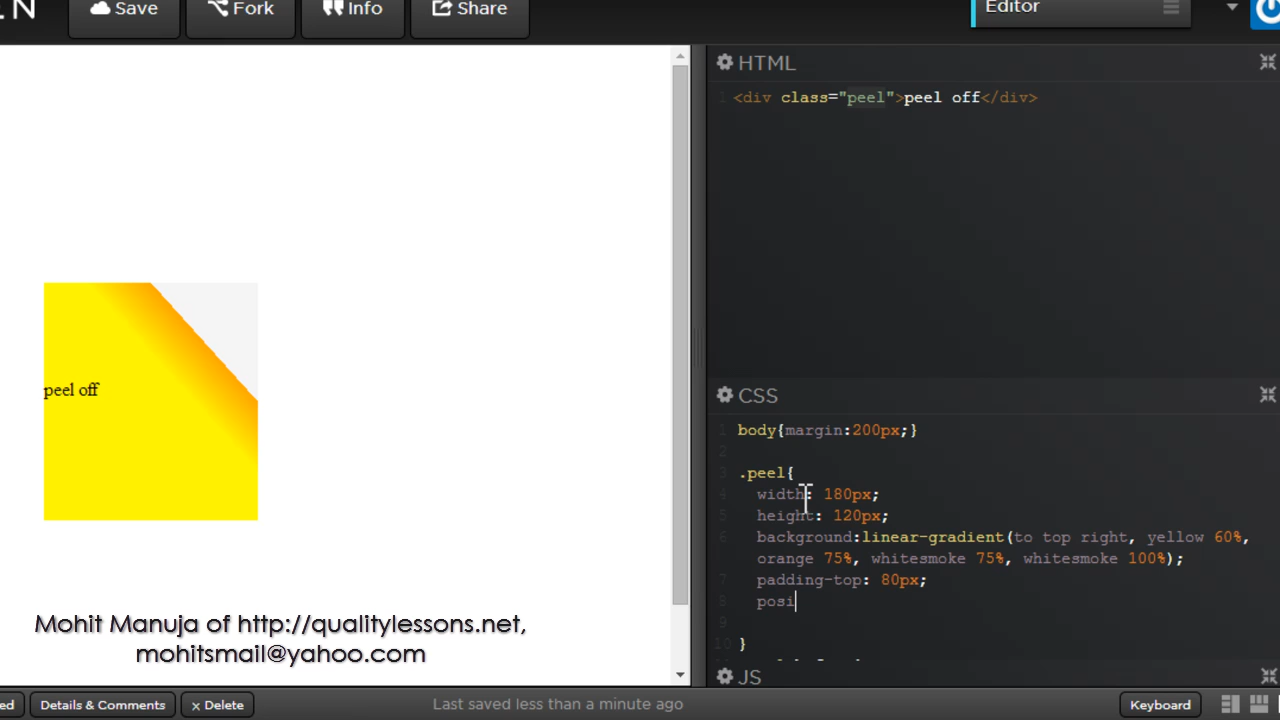 Save
Fork
Info
Share
Editor
HTML
1 <div class="peel">peel off</div>
peel off
CSS
1 body{margin:200px;}
2
3 .peel{
4 width: 180px;
5 height: 120px;
6 background:linear-gradient(to top right, yellow 60%,
orange 75%, whitesmoke 75%, whitesmoke 100%);
7 padding-top: 80px;
8 posi
9
10 }
JS
Mohit Manuja of http://qualitylessons.net,
mohitsmail@yahoo.com
Details & Comments
x Delete
Last saved less than a minute ago
Keyboard